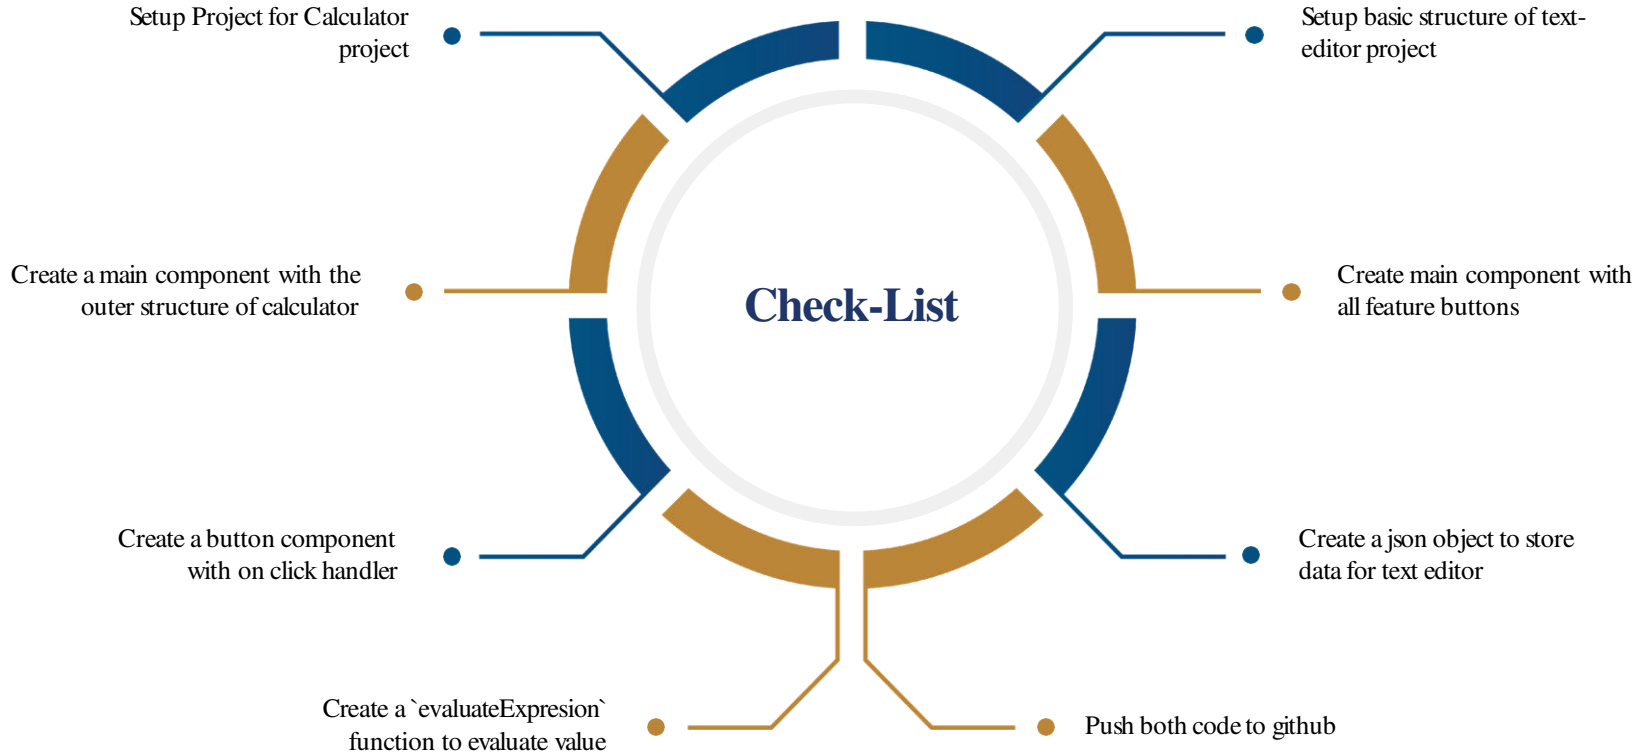 Setup Project for Calculator
project
Create a main component with the
outer structure of calculator
Create a button component
with on click handler
Create a `evaluateExpresion`
function to evaluate value
Check-List
Setup basic structure of text-
editor project
Create main component with
all feature buttons
Create a json object to store
data for text editor
Push both code to github